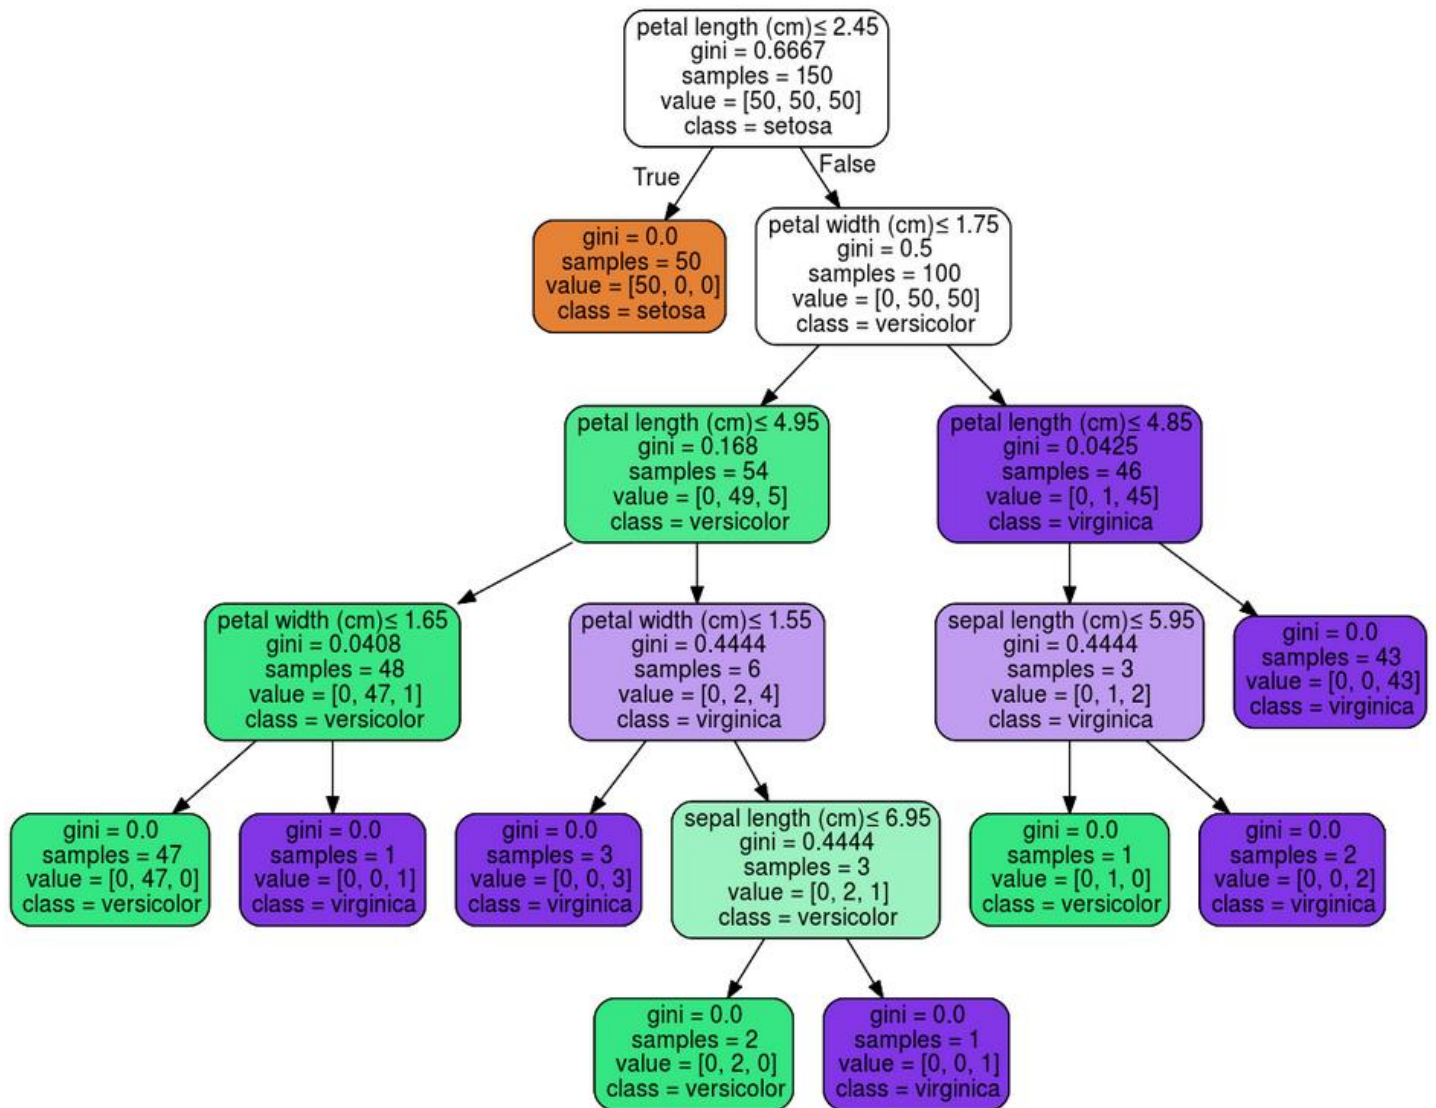 petal length (cm)≤ 2.45
gini = 0.6667
samples = 150
value = [50, 50, 50]
class = setosa
True
False
gini = 0.0
samples = 50
value = [50, 0, 0]
class = setosa
petal width (cm)≤ 1.75
gini = 0.5
samples = 100
value = [0, 50, 50]
class = versicolor
petal length (cm)≤ 4.95
gini = 0.168
samples = 54
value = [0, 49, 5]
class = versicolor
petal length (cm)≤ 4.85
gini = 0.0425
samples = 46
value = [0, 1, 45]
class = virginica
petal width (cm)≤ 1.65
gini = 0.0408
samples = 48
value = [0, 47, 1]
class = versicolor
petal width (cm)≤ 1.55
gini = 0.4444
samples = 6
value = [0, 2, 4]
class = virginica
sepal length (cm)≤ 5.95
gini = 0.4444
samples = 3
value = [0, 1, 2]
class = virginica
gini = 0.0
samples = 43
value = [0, 0, 43]
class = virginica
gini = 0.0
samples = 47
value = [0, 47, 0]
class = versicolor
gini = 0.0
samples = 1
value = [0, 0, 1]
class = virginica
gini = 0.0
samples = 3
value = [0, 0, 3]
class = virginica
sepal length (cm)≤ 6.95
gini = 0.4444
samples = 3
value = [0, 2, 1]
class = versicolor
gini = 0.0
samples = 1
value = [0, 1, 0]
class = versicolor
gini = 0.0
samples = 2
value = [0, 0, 2]
class = virginica
gini = 0.0
samples = 2
value = [0, 2, 0]
class = versicolor
gini = 0.0
samples = 1
value = [0, 0, 1]
class = virginica